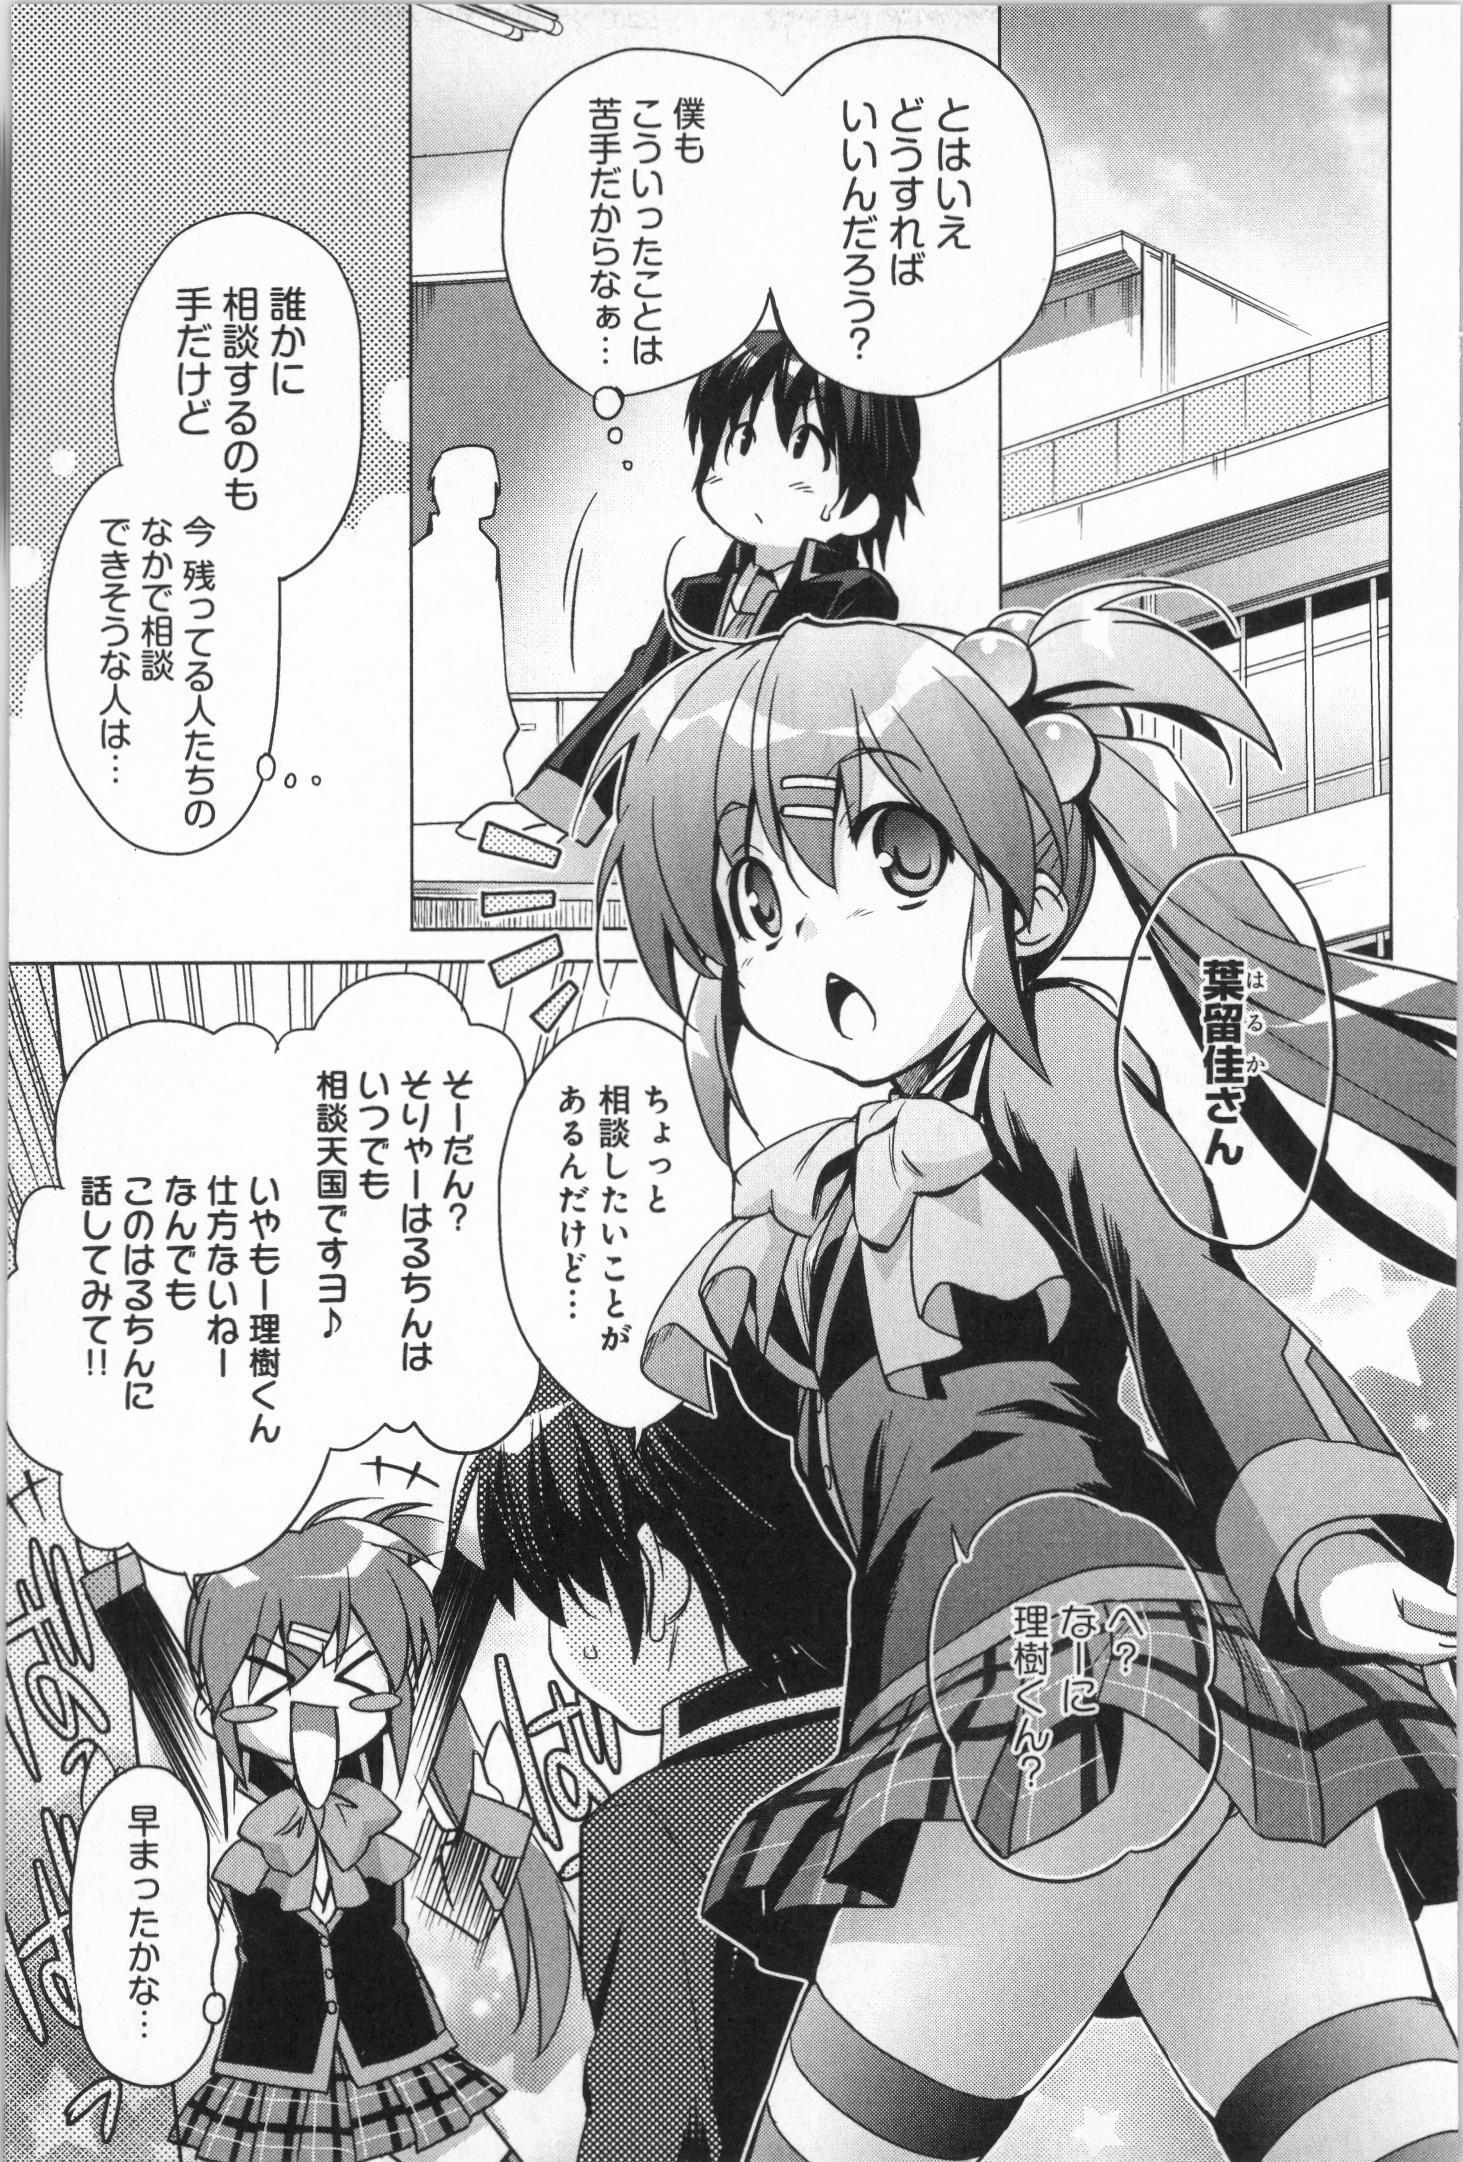 とはいえ
どうすれば
いいんだろう?
僕も
こういったことは
苦手だからなぁ…
誰かに
相談するのも
手だけど
今 残ってる人たちの
なかで相談
できそうな人は…
葉留佳さん
はるか
へ?
なーに
理樹くん?
ちょっと
相談したいことが
あるんだけど…
そーだん?
そりゃーはるちんは
いつでも
相談天国ですヨ♪
いやもー理樹くん
仕方ないねー
なんでも
このはるちんに
話してみて!!
早まったかな…